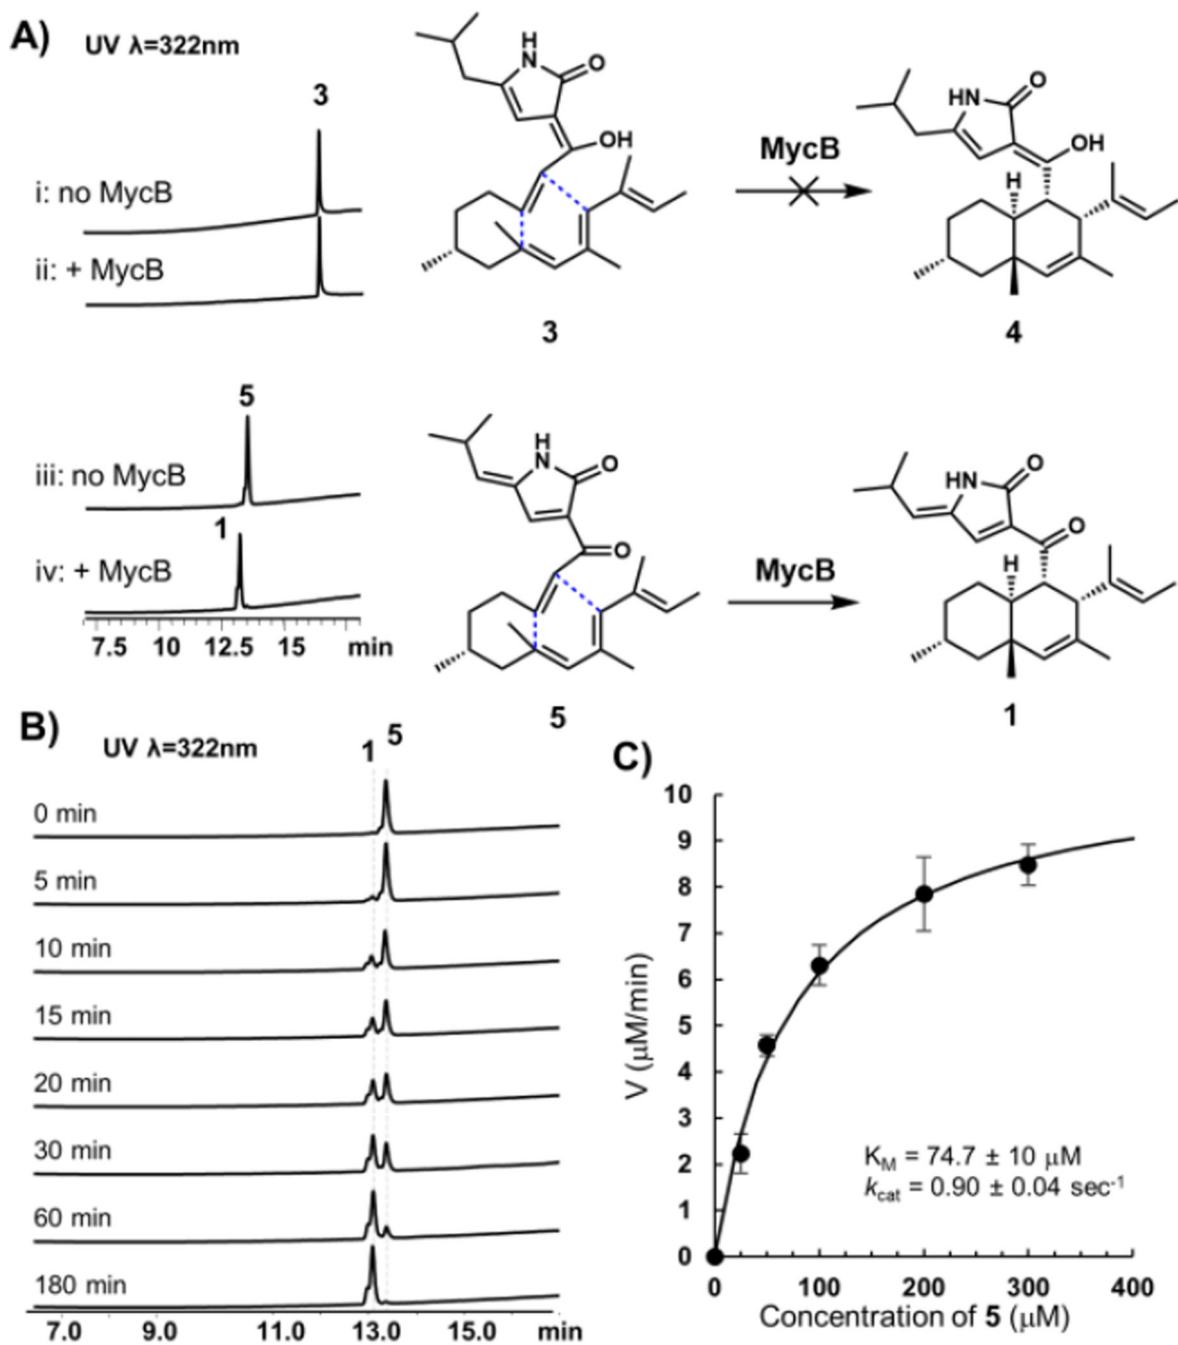 A)
UV λ=322nm
3
i: no MycB
ii: + MycB
H
N
O
OH
3
MycB
HN
O
OH
H
4
5
iii: no MycB
1
iv: + MycB
7.5 10 12.5 15 min
H
N
O
O
5
MycB
HN
O
O
H
1
B)
UV λ=322nm
1 5
0 min
5 min
10 min
15 min
20 min
30 min
60 min
180 min
7.0 9.0 11.0 13.0 15.0 min
C)
V (µM/min)
10
9
8
7
6
5
4
3
2
1
0
K_M = 74.7 ± 10 µM
k_cat = 0.90 ± 0.04 sec⁻¹
0 100 200 300 400
Concentration of 5 (µM)